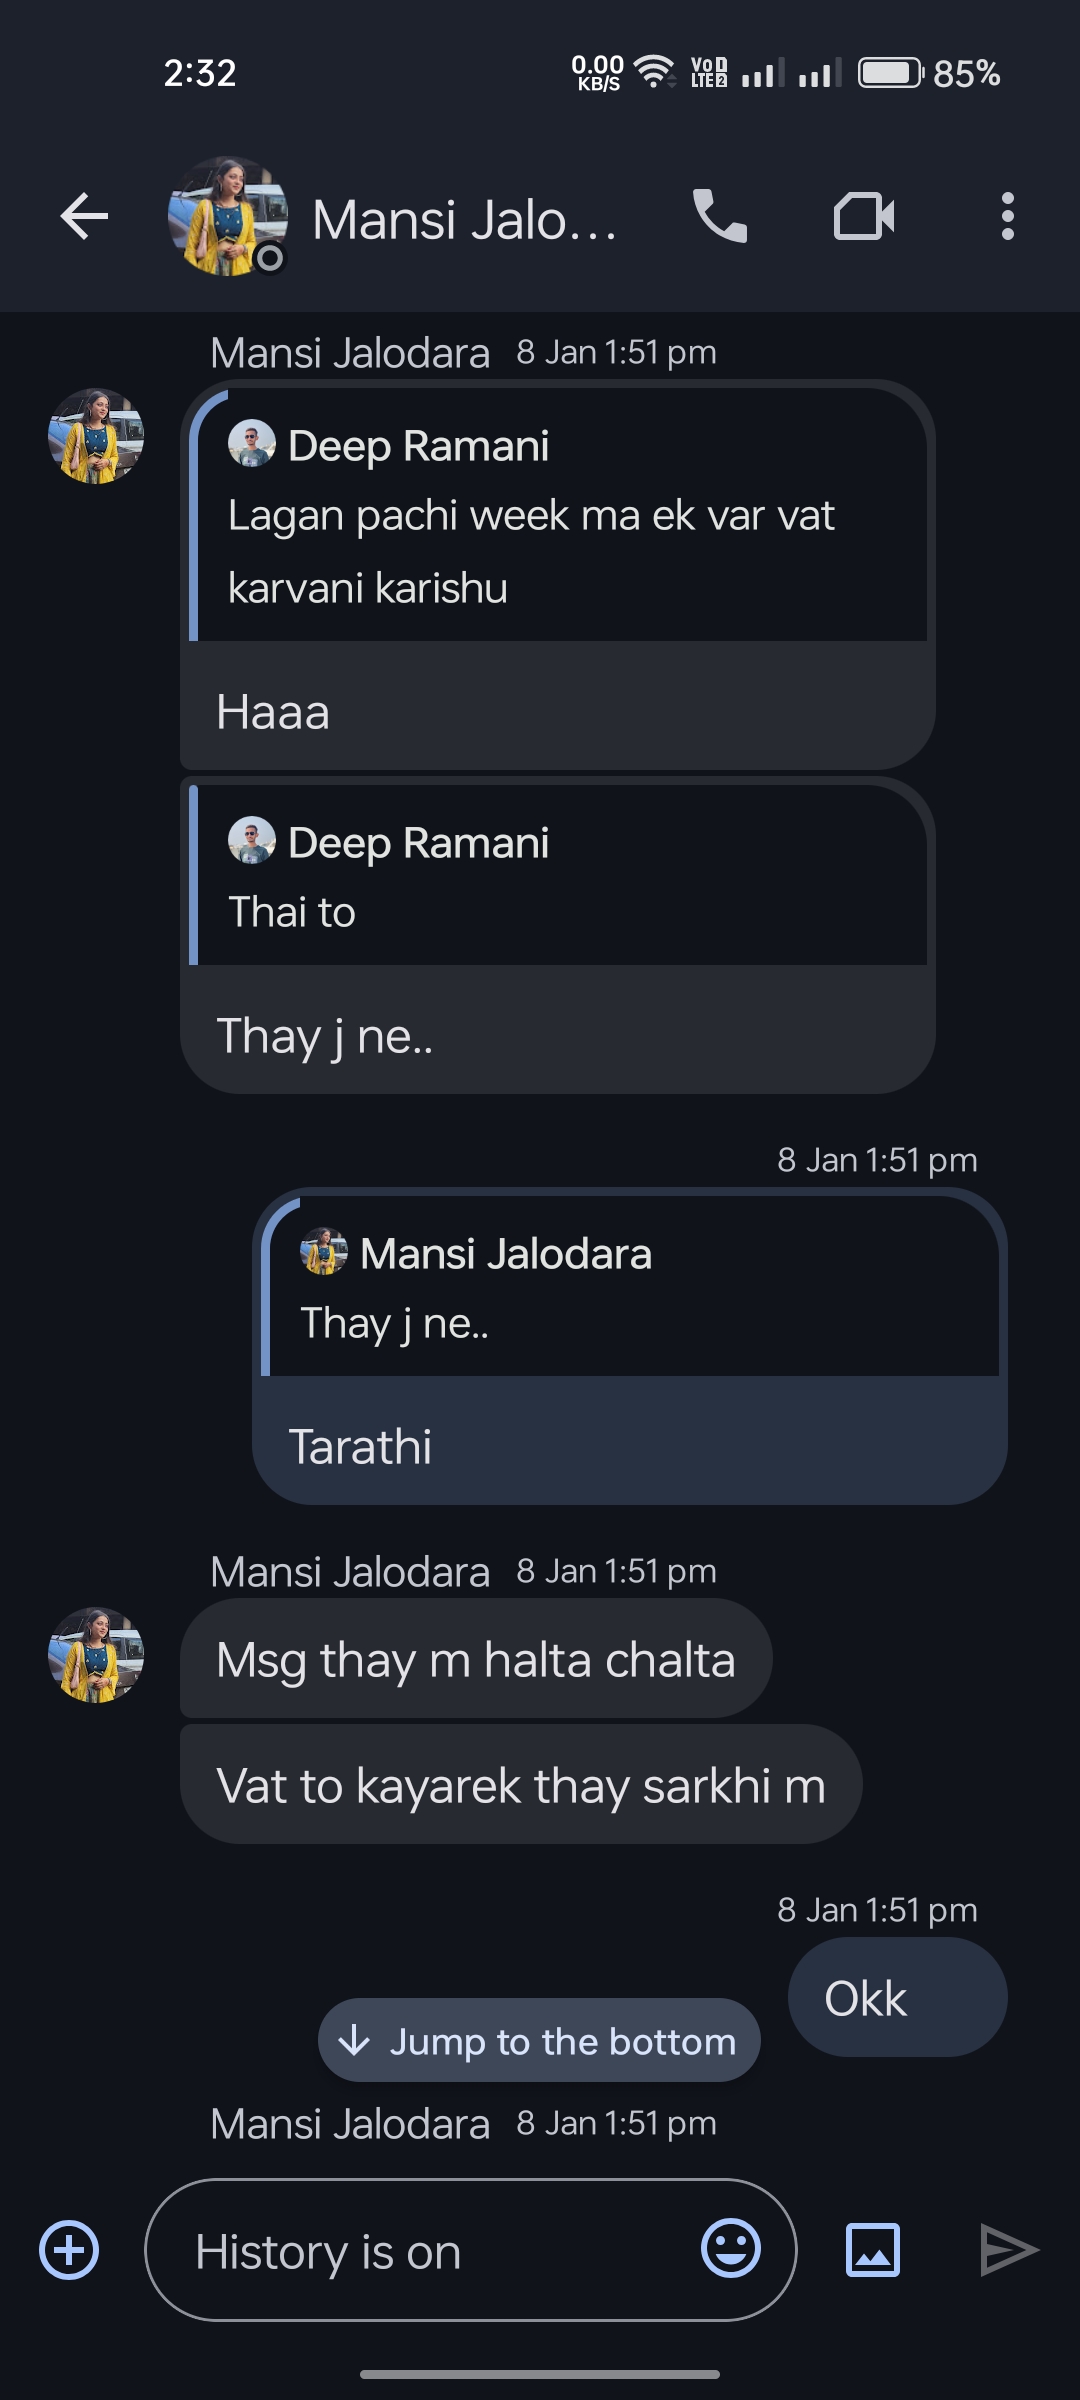 2:32
0.00 KB/S
Vo 1 LTE 2
85%
Mansi Jalo...
Mansi Jalodara 8 Jan 1:51 pm
Deep Ramani
Lagan pachi week ma ek var vat
karvani karishu
Haaa
Deep Ramani
Thai to
Thay j ne..
8 Jan 1:51 pm
Mansi Jalodara
Thay j ne..
Tarathi
Mansi Jalodara 8 Jan 1:51 pm
Msg thay m halta chalta
Vat to kayarek thay sarkhi m
8 Jan 1:51 pm
Okk
Jump to the bottom
Mansi Jalodara 8 Jan 1:51 pm
History is on